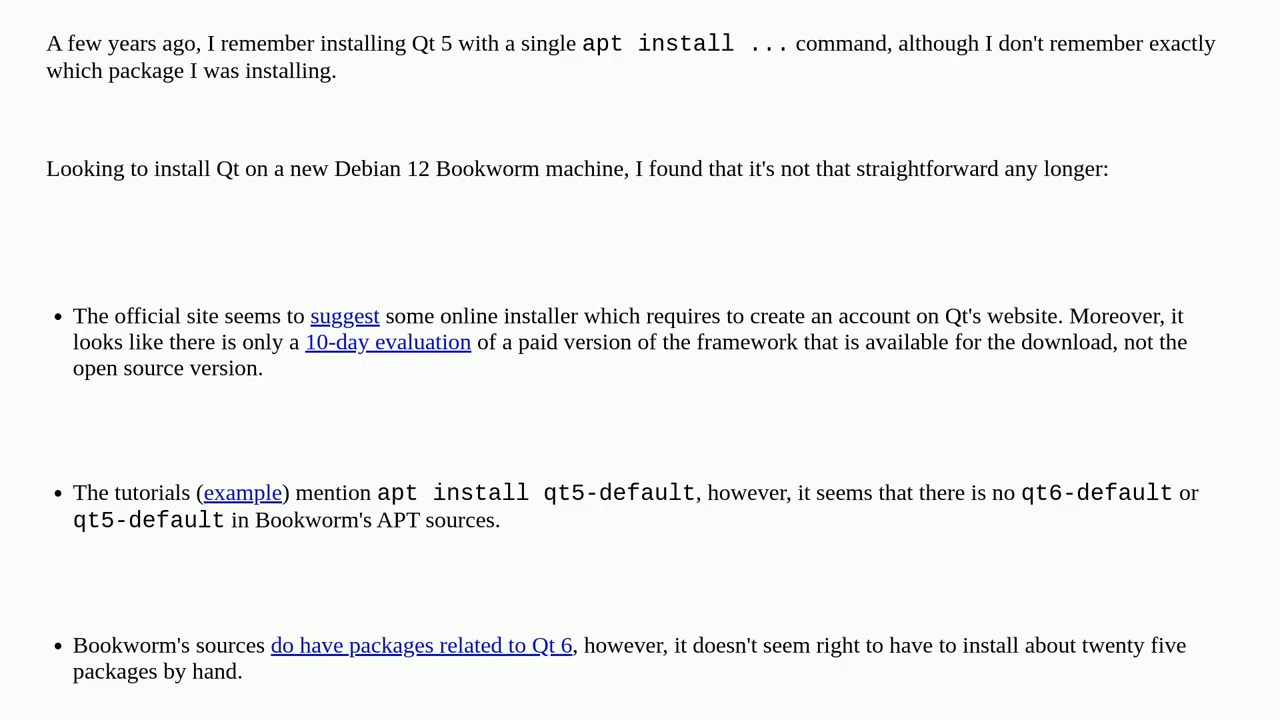 A few years ago, I remember installing Qt 5 with a single apt install ... command, although I don't remember exactly
which package I was installing.
Looking to install Qt on a new Debian 12 Bookworm machine, I found that it's not that straightforward any longer:
• The official site seems to suggest some online installer which requires to create an account on Qt's website. Moreover, it
looks like there is only a 10-day evaluation of a paid version of the framework that is available for the download, not the
open source version.
• The tutorials (example) mention apt install qt5-default, however, it seems that there is no qt6-default or
qt5-default in Bookworm's APT sources.
• Bookworm's sources do have packages related to Qt 6, however, it doesn't seem right to have to install about twenty five
packages by hand.